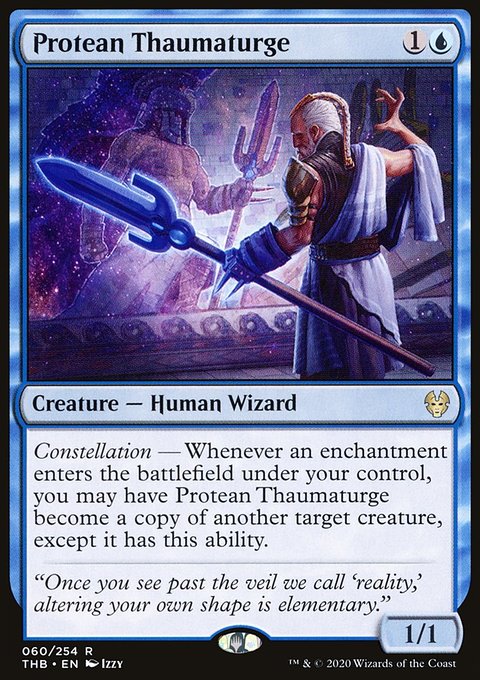 Protean Thaumaturge
1
Creature — Human Wizard
Constellation — Whenever an enchantment
enters the battlefield under your control,
you may have Protean Thaumaturge
become a copy of another target creature,
except it has this ability.
“Once you see past the veil we call ‘reality,’
altering your own shape is elementary.”
1/1
060/254 R
THB • EN Izzy
™ & © 2020 Wizards of the Coast